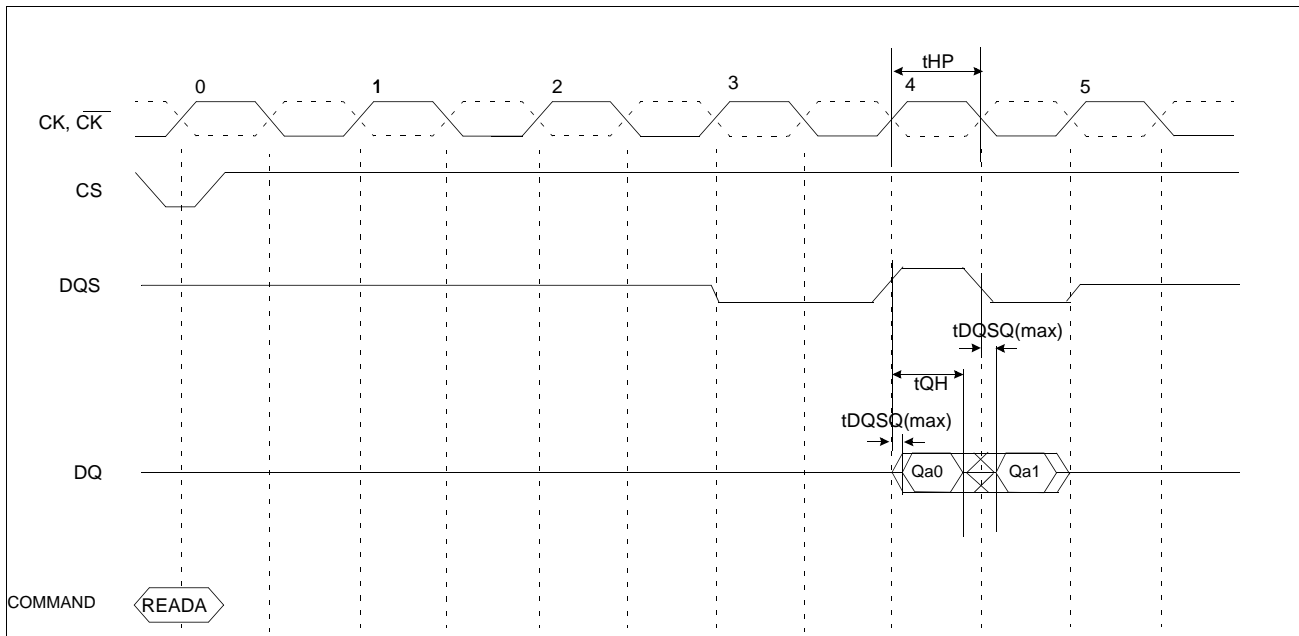 tHP
0 1 2 3 4 5
CK, C̅K̅
CS
DQS
tDQSQ(max)
tQH
tDQSQ(max)
DQ Qa0 Qa1
COMMAND READA